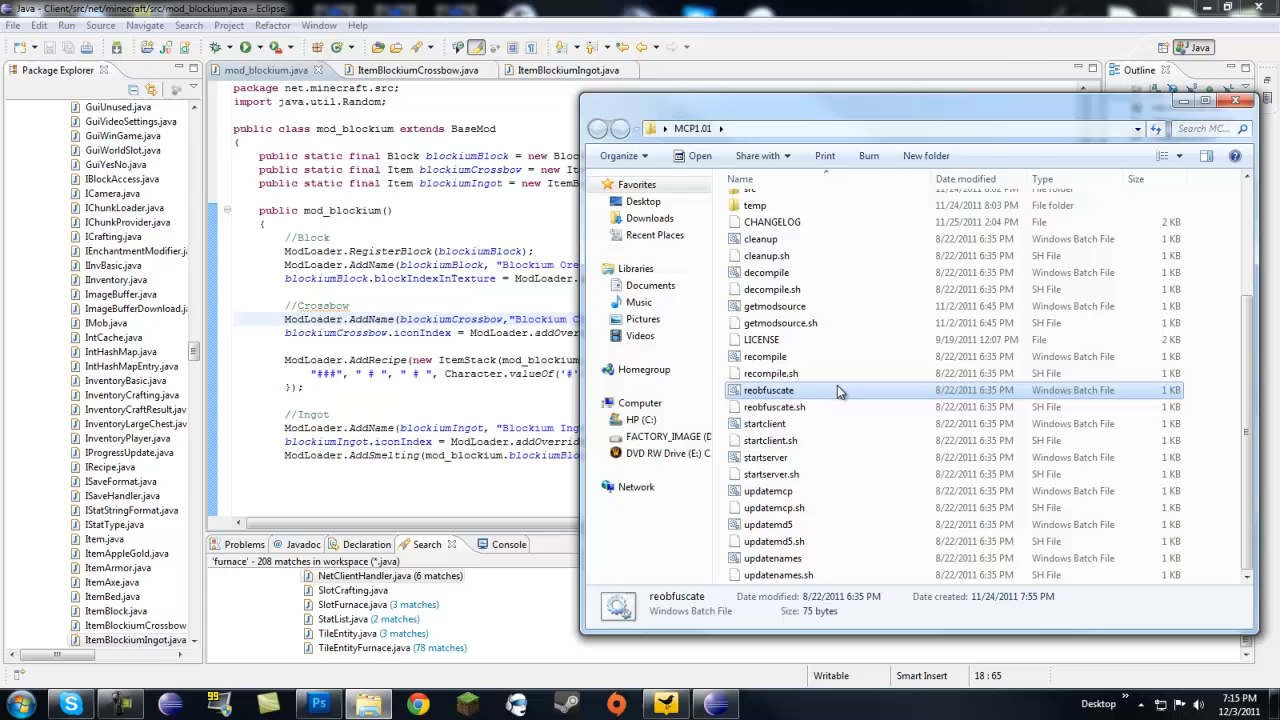 Java - Client/src/net/minecraft/src/mod_blockium.java - Eclipse
File Edit Run Source Navigate Search Project Refactor Window Help
Java
Package Explorer
mod_blockium.java
ItemBlockiumCrossbow.java
ItemBlockiumIngot.java
Outline
GuiUnused.java
GuiVideoSettings.java
GuiWinGame.java
GuiWorldSlot.java
GuiYesNo.java
IBlockAccess.java
ICamera.java
IChunkLoader.java
IChunkProvider.java
ICrafting.java
IEnchantmentModifier.j
IInvBasic.java
IInventory.java
ImageBuffer.java
ImageBufferDownload.j
IMob.java
IntCache.java
IntHashMap.java
IntHashMapEntry.java
InventoryBasic.java
InventoryCrafting.java
InventoryCraftResult.java
InventoryLargeChest.java
InventoryPlayer.java
IProgressUpdate.java
IRecipe.java
ISaveFormat.java
ISaveHandler.java
IStatStringFormat.java
IStatType.java
Item.java
ItemAppleGold.java
ItemArmor.java
ItemAxe.java
ItemBed.java
ItemBlock.java
ItemBlockiumCrossbow
ItemBlockiumIngot.java
package net.minecraft.src;
import java.util.Random;
public class mod_blockium extends BaseMod
{
public static final Block blockiumBlock = new Bloc
public static final Item blockiumCrossbow = new It
public static final Item blockiumIngot = new ItemB
public mod_blockium()
{
//Block
ModLoader.RegisterBlock(blockiumBlock);
ModLoader.AddName(blockiumBlock, "Blockium Ore
blockiumBlock.blockIndexInTexture = ModLoader.
//Crossbow
ModLoader.AddName(blockiumCrossbow,"Blockium C
blockiumCrossbow.iconIndex = ModLoader.addOver
ModLoader.AddRecipe(new ItemStack(mod_blockium
"###", " # ", " # ", Character.valueOf('#'
});
//Ingot
ModLoader.AddName(blockiumIngot, "Blockium Ing
blockiumIngot.iconIndex = ModLoader.addOverrid
ModLoader.AddSmelting(mod_blockium.blockiumBlo
Problems Javadoc Declaration Search Console
'furnace' - 208 matches in workspace (*.java)
NetClientHandler.java (6 matches)
SlotCrafting.java
SlotFurnace.java (3 matches)
StatList.java (2 matches)
TileEntity.java (3 matches)
TileEntityFurnace.java (78 matches)
MCP1.01
Search MC...
Organize Open Share with Print Burn New folder
Favorites
Desktop
Downloads
Recent Places
Libraries
Documents
Music
Pictures
Videos
Homegroup
Computer
HP (C:)
FACTORY_IMAGE (D
DVD RW Drive (E:) C
Network
Name Date modified Type Size
src 11/24/2011 8:02 PM File folder
temp 11/24/2011 8:03 PM File folder
CHANGELOG 11/25/2011 2:04 PM File 2 KB
cleanup 8/22/2011 6:35 PM Windows Batch File 1 KB
cleanup.sh 8/22/2011 6:35 PM SH File 1 KB
decompile 8/22/2011 6:35 PM Windows Batch File 1 KB
decompile.sh 8/22/2011 6:35 PM SH File 1 KB
getmodsource 11/2/2011 6:45 PM Windows Batch File 1 KB
getmodsource.sh 11/2/2011 6:45 PM SH File 1 KB
LICENSE 9/19/2011 12:07 PM File 2 KB
recompile 8/22/2011 6:35 PM Windows Batch File 1 KB
recompile.sh 8/22/2011 6:35 PM SH File 1 KB
reobfuscate 8/22/2011 6:35 PM Windows Batch File 1 KB
reobfuscate.sh 8/22/2011 6:35 PM SH File 1 KB
startclient 8/22/2011 6:35 PM Windows Batch File 1 KB
startclient.sh 8/22/2011 6:35 PM SH File 1 KB
startserver 8/22/2011 6:35 PM Windows Batch File 1 KB
startserver.sh 8/22/2011 6:35 PM SH File 1 KB
updatemcp 8/22/2011 6:35 PM Windows Batch File 1 KB
updatemcp.sh 8/22/2011 6:35 PM SH File 1 KB
updatemd5 8/22/2011 6:35 PM Windows Batch File 1 KB
updatemd5.sh 8/22/2011 6:35 PM SH File 1 KB
updatenames 8/22/2011 6:35 PM Windows Batch File 1 KB
updatenames.sh 8/22/2011 6:35 PM SH File 1 KB
reobfuscate Date modified: 8/22/2011 6:35 PM Date created: 11/24/2011 7:55 PM
Windows Batch File Size: 75 bytes
Writable Smart Insert 18 : 65
99
Ps
Desktop
7:15 PM
12/3/2011